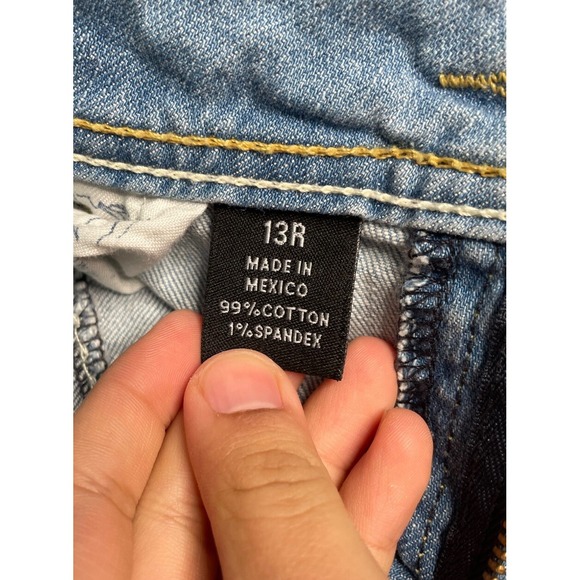 13R
MADE IN
MEXICO
99%COTTON
1%SPANDEX